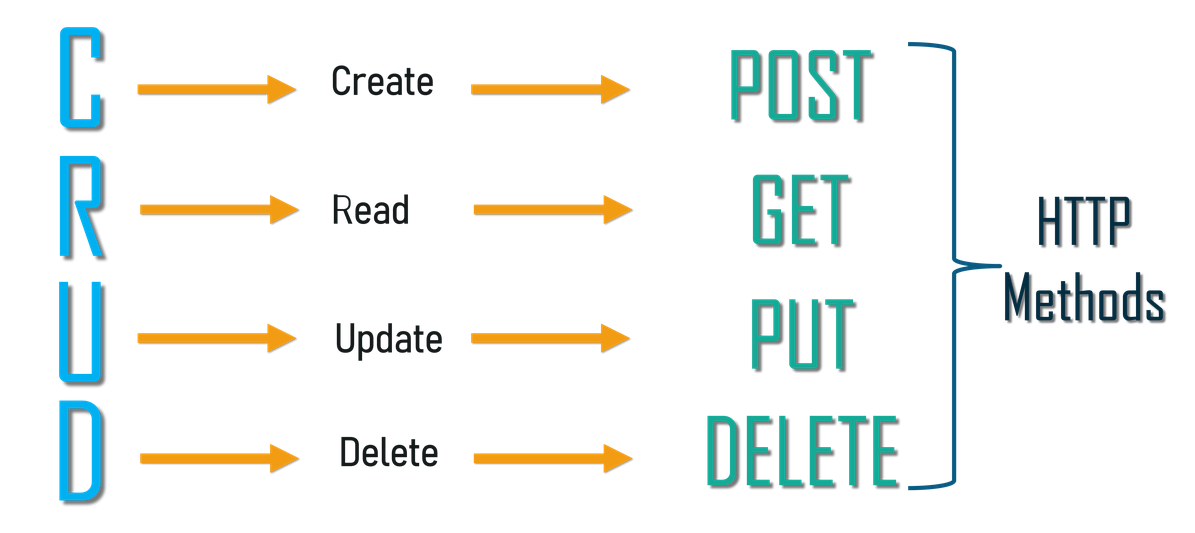 C Create POST
R Read GET
U Update PUT
D Delete DELETE
HTTP
Methods